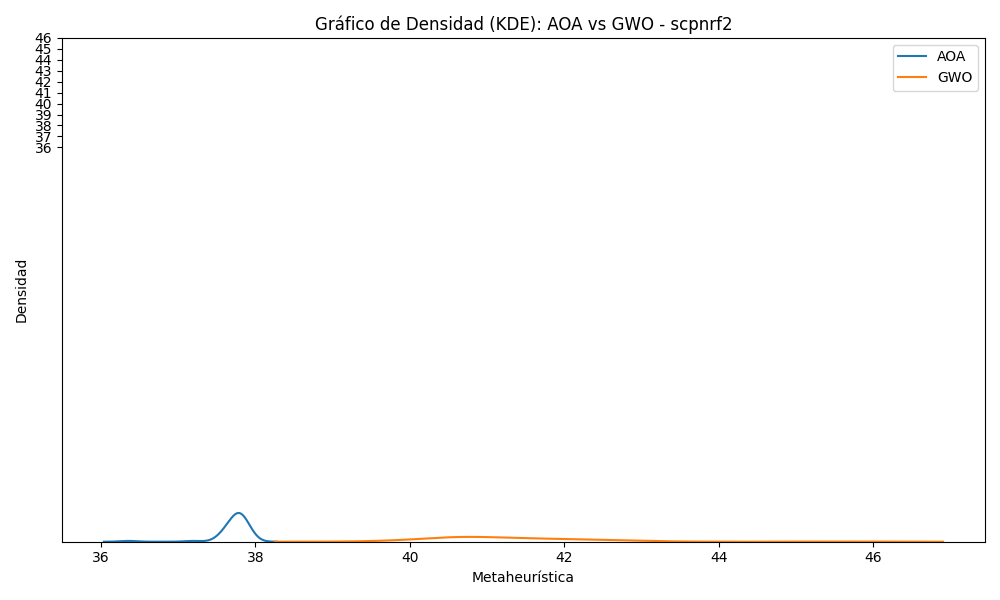 Gráfico de Densidad (KDE): AOA vs GWO - scpnrf2
46
45
44
43
42
41
40
39
38
37
36
Densidad
AOA
GWO
36 38 40 42 44 46
Metaheurística